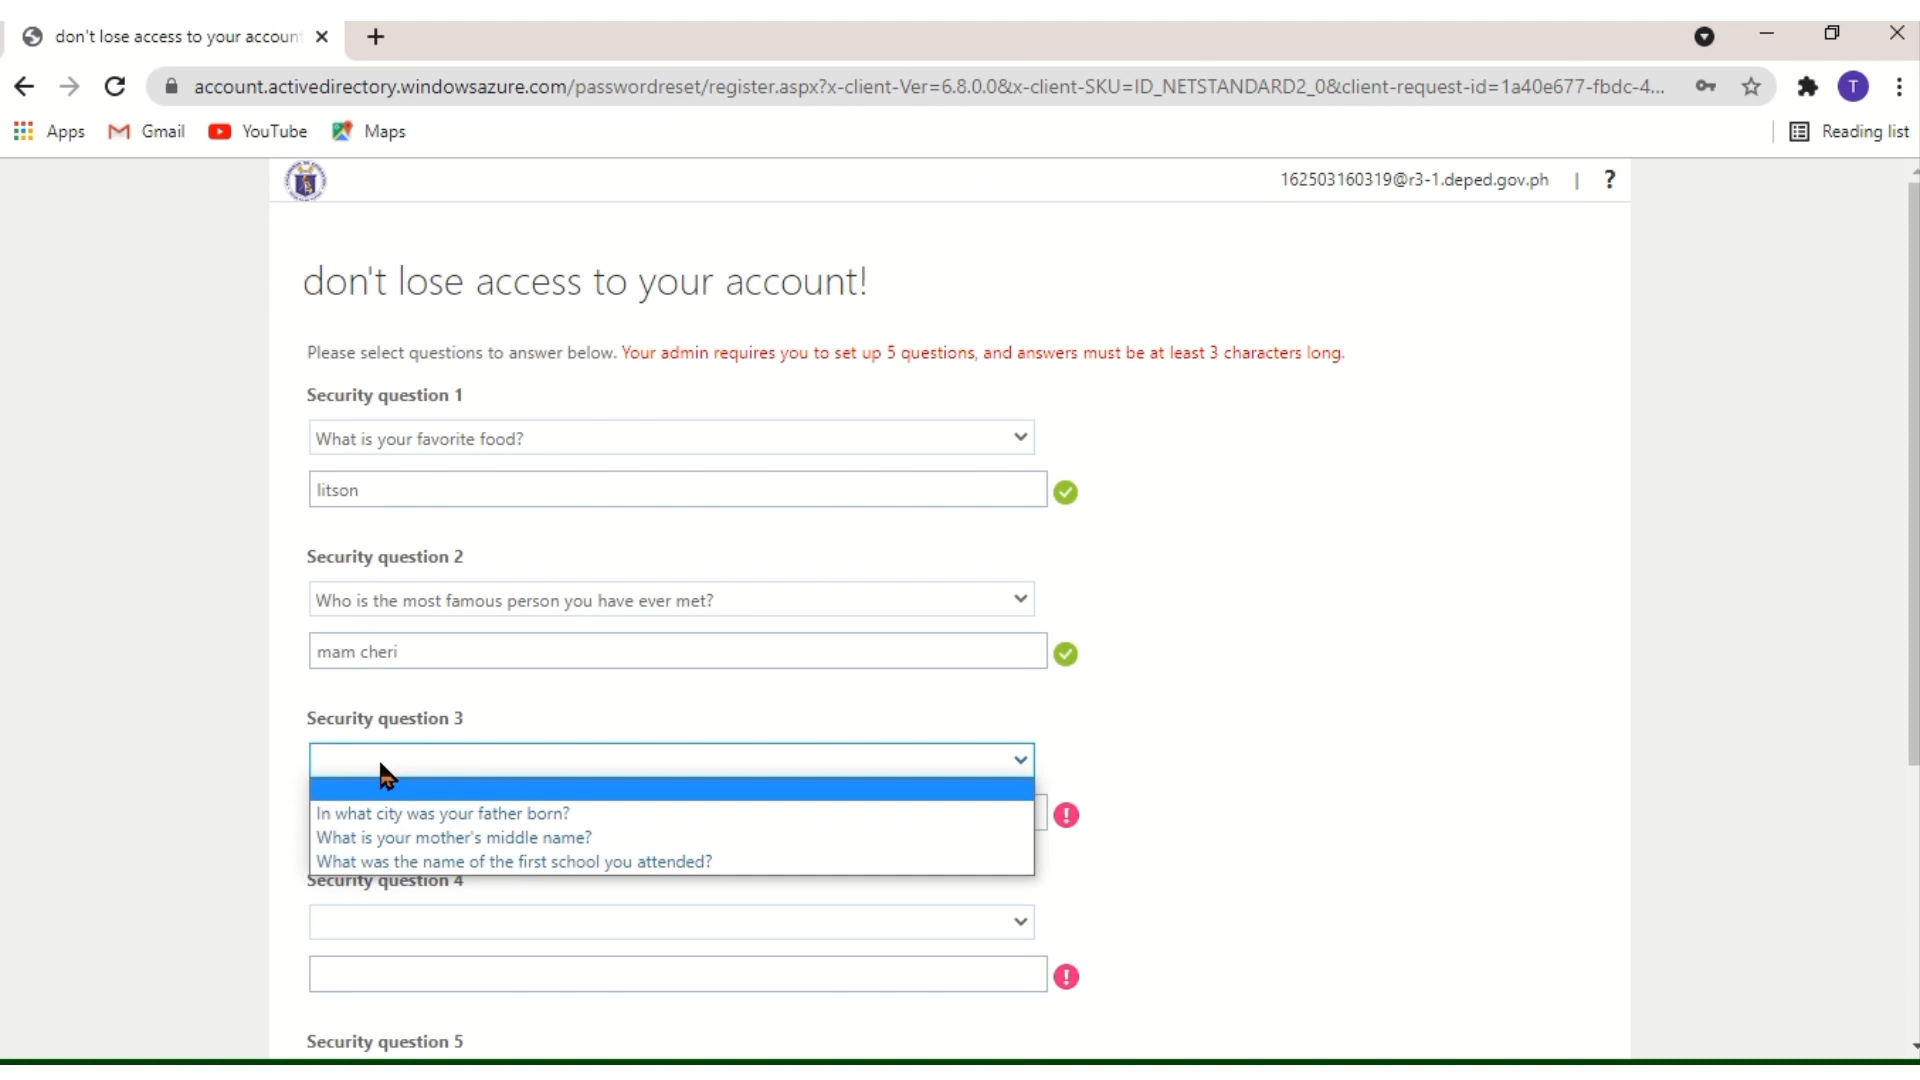 don't lose access to your accoun
account.activedirectory.windowsazure.com/passwordreset/register.aspx?x-client-Ver=6.8.0.0&x-client-SKU=ID_NETSTANDARD2_0&client-request-id=1a40e677-fbdc-4...
T
Apps
Gmail
YouTube
Maps
Reading list
162503160319@r3-1.deped.gov.ph | ?
don't lose access to your account!
Please select questions to answer below. Your admin requires you to set up 5 questions, and answers must be at least 3 characters long.
Security question 1
What is your favorite food?
litson
Security question 2
Who is the most famous person you have ever met?
mam cheri
Security question 3
In what city was your father born?
What is your mother's middle name?
What was the name of the first school you attended?
Security question 4
Security question 5